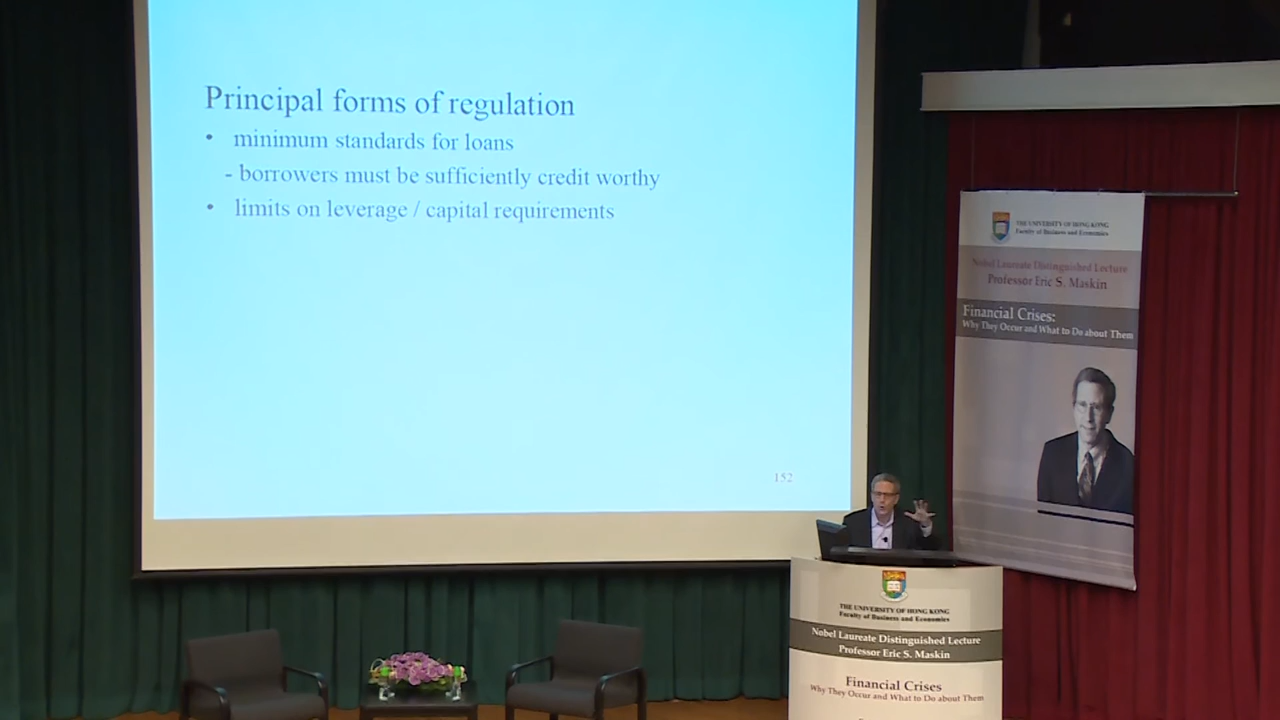 Principal forms of regulation
• minimum standards for loans
- borrowers must be sufficiently credit worthy
• limits on leverage / capital requirements
152
THE UNIVERSITY OF HONG KONG
Faculty of Business and Economics
Nobel Laureate Distinguished Lecture
Professor Eric S. Maskin
Financial Crises:
Why They Occur and What to Do about Them
THE UNIVERSITY OF HONG KONG
Faculty of Business and Economics
Nobel Laureate Distinguished Lecture
Professor Eric S. Maskin
Financial Crises
Why They Occur and What to Do about Them